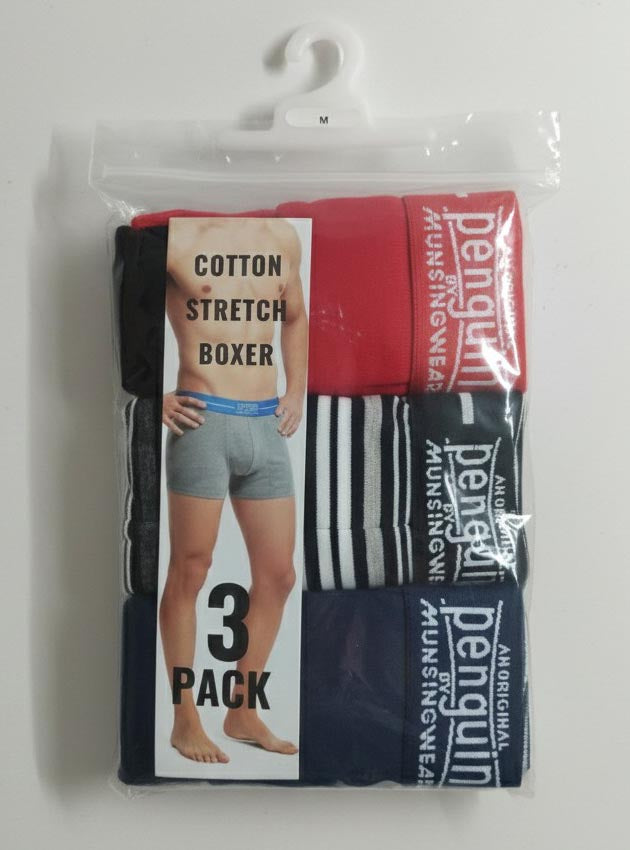 M
COTTON
STRETCH
BOXER
3
PACK
penguin
BY
MUNSINGWEAR
AN ORIGINAL
penguin
BY
MUNSINGWE
AN ORIGINAL
penguin
BY
MUNSINGWEAR